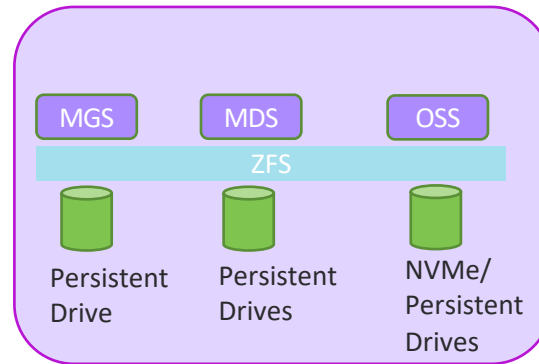 MGS
MDS
OSS
ZFS
Persistent
Drive
Persistent
Drives
NVMe/
Persistent
Drives